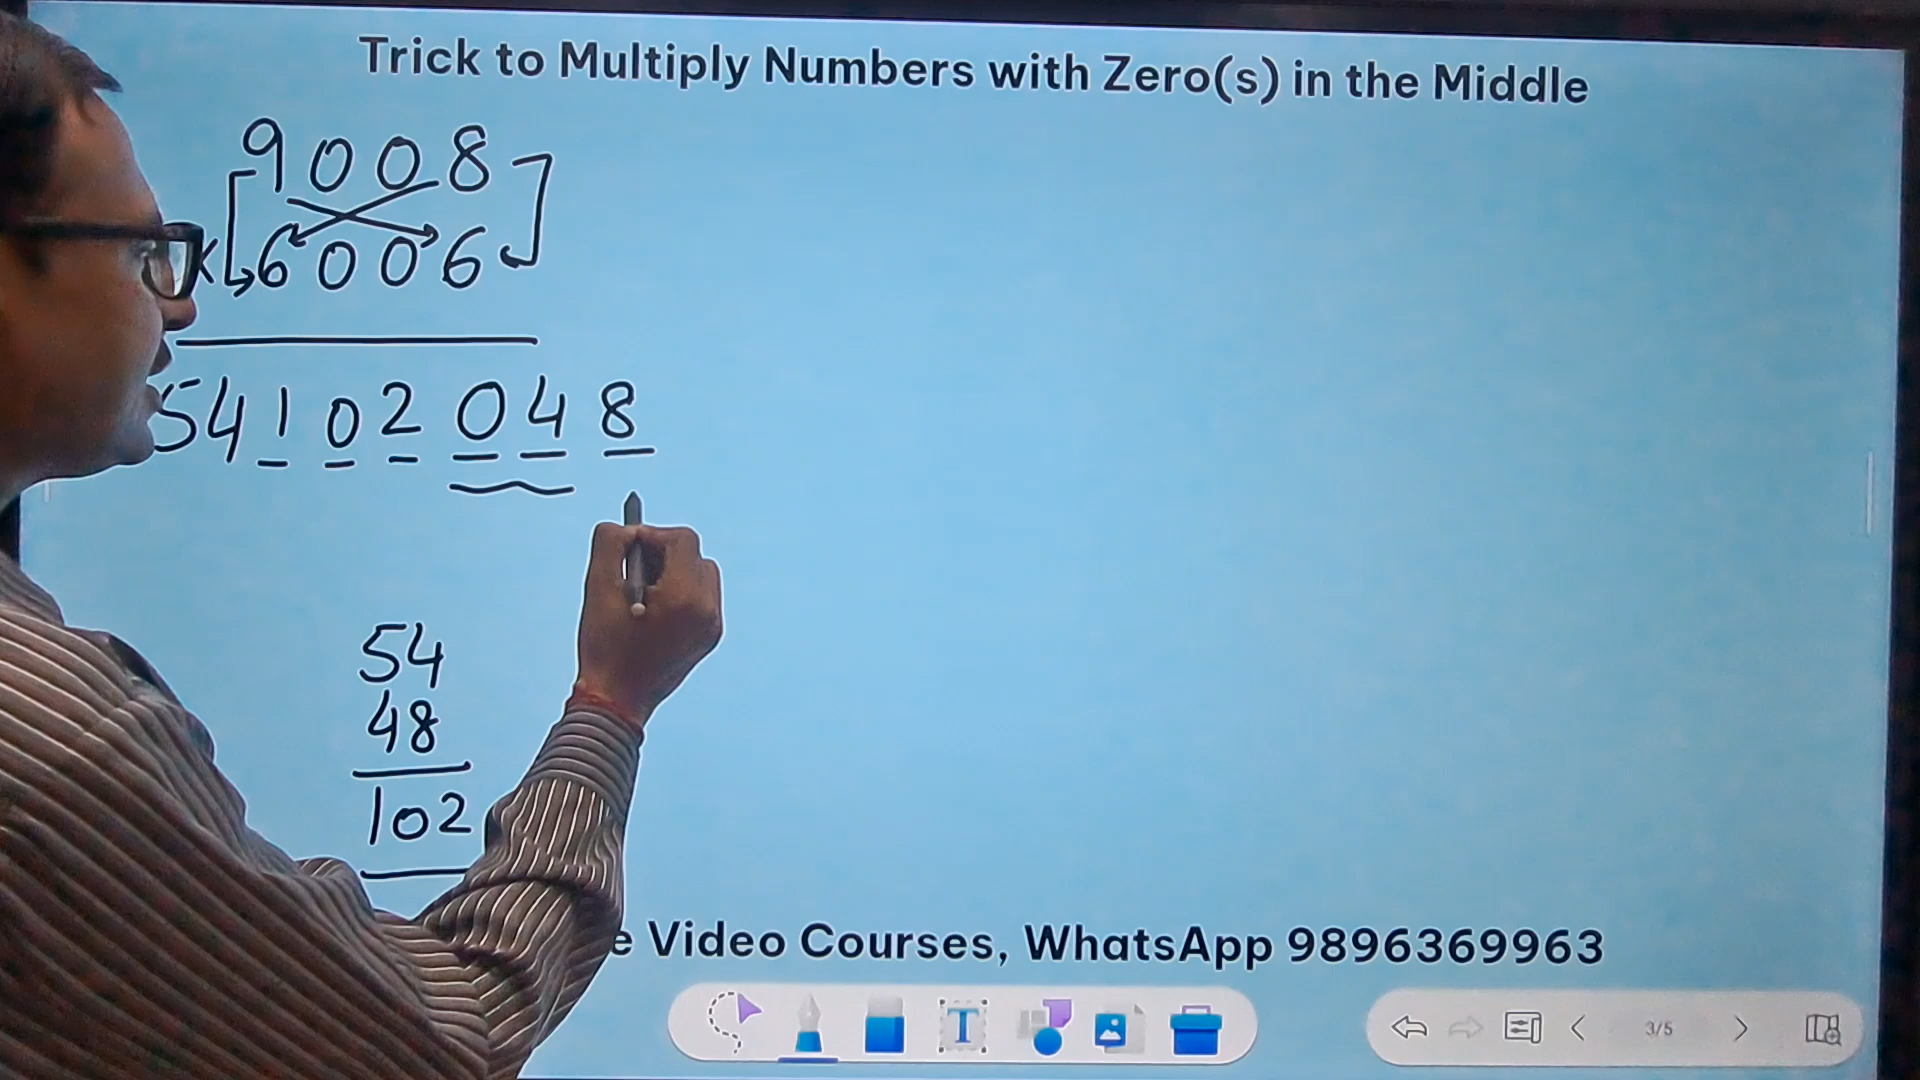 Trick to Multiply Numbers with Zero(s) in the Middle
9008
x 6006
54102048
54
48
102
e Video Courses, WhatsApp 9896369963
T
3/5